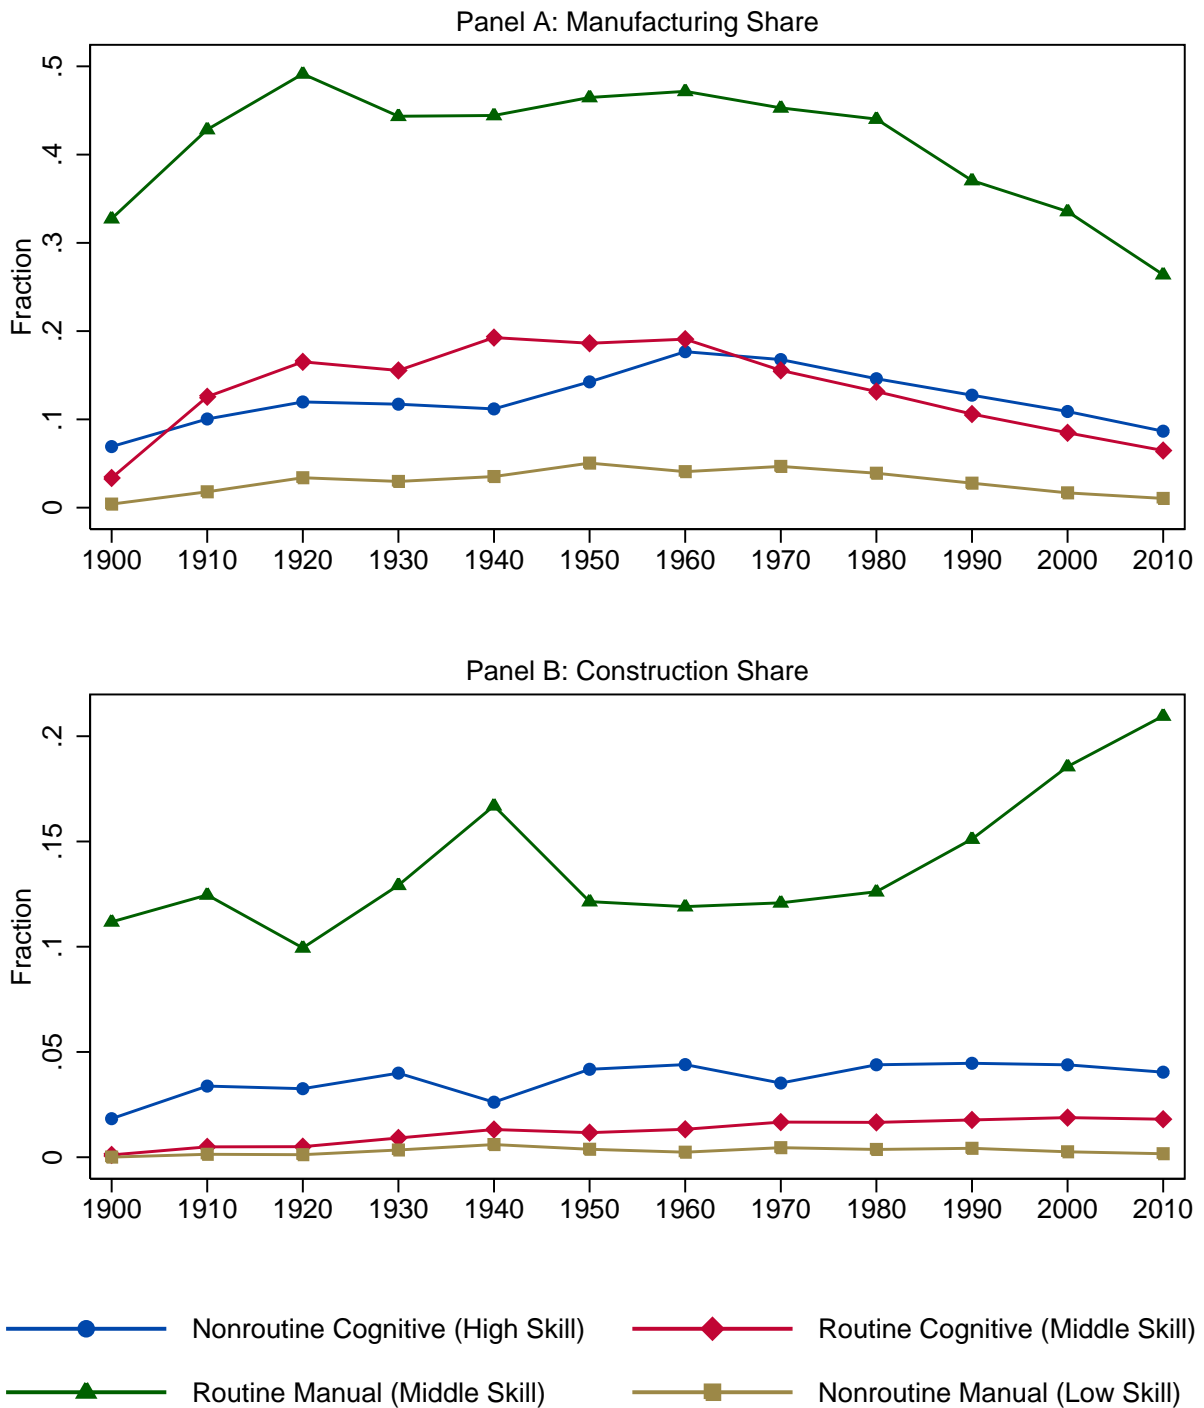 Panel A: Manufacturing Share
Fraction
.5
.4
.3
.2
.1
0
1900 1910 1920 1930 1940 1950 1960 1970 1980 1990 2000 2010
Panel B: Construction Share
Fraction
.2
.15
.1
.05
0
1900 1910 1920 1930 1940 1950 1960 1970 1980 1990 2000 2010
Nonroutine Cognitive (High Skill) Routine Cognitive (Middle Skill)
Routine Manual (Middle Skill) Nonroutine Manual (Low Skill)